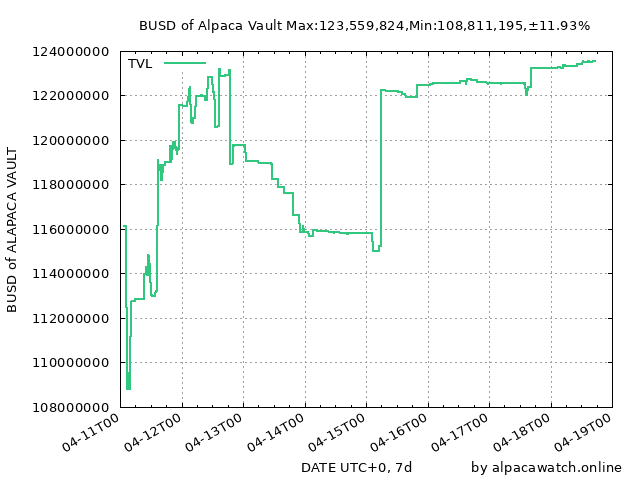 BUSD of Alpaca Vault Max:123,559,824,Min:108,811,195,±11.93%
TVL
124000000
122000000
120000000
118000000
116000000
114000000
112000000
110000000
108000000
BUSD of ALAPACA VAULT
04-11T00
04-12T00
04-13T00
04-14T00
04-15T00
04-16T00
04-17T00
04-18T00
04-19T00
DATE UTC+0, 7d
by alpacawatch.online